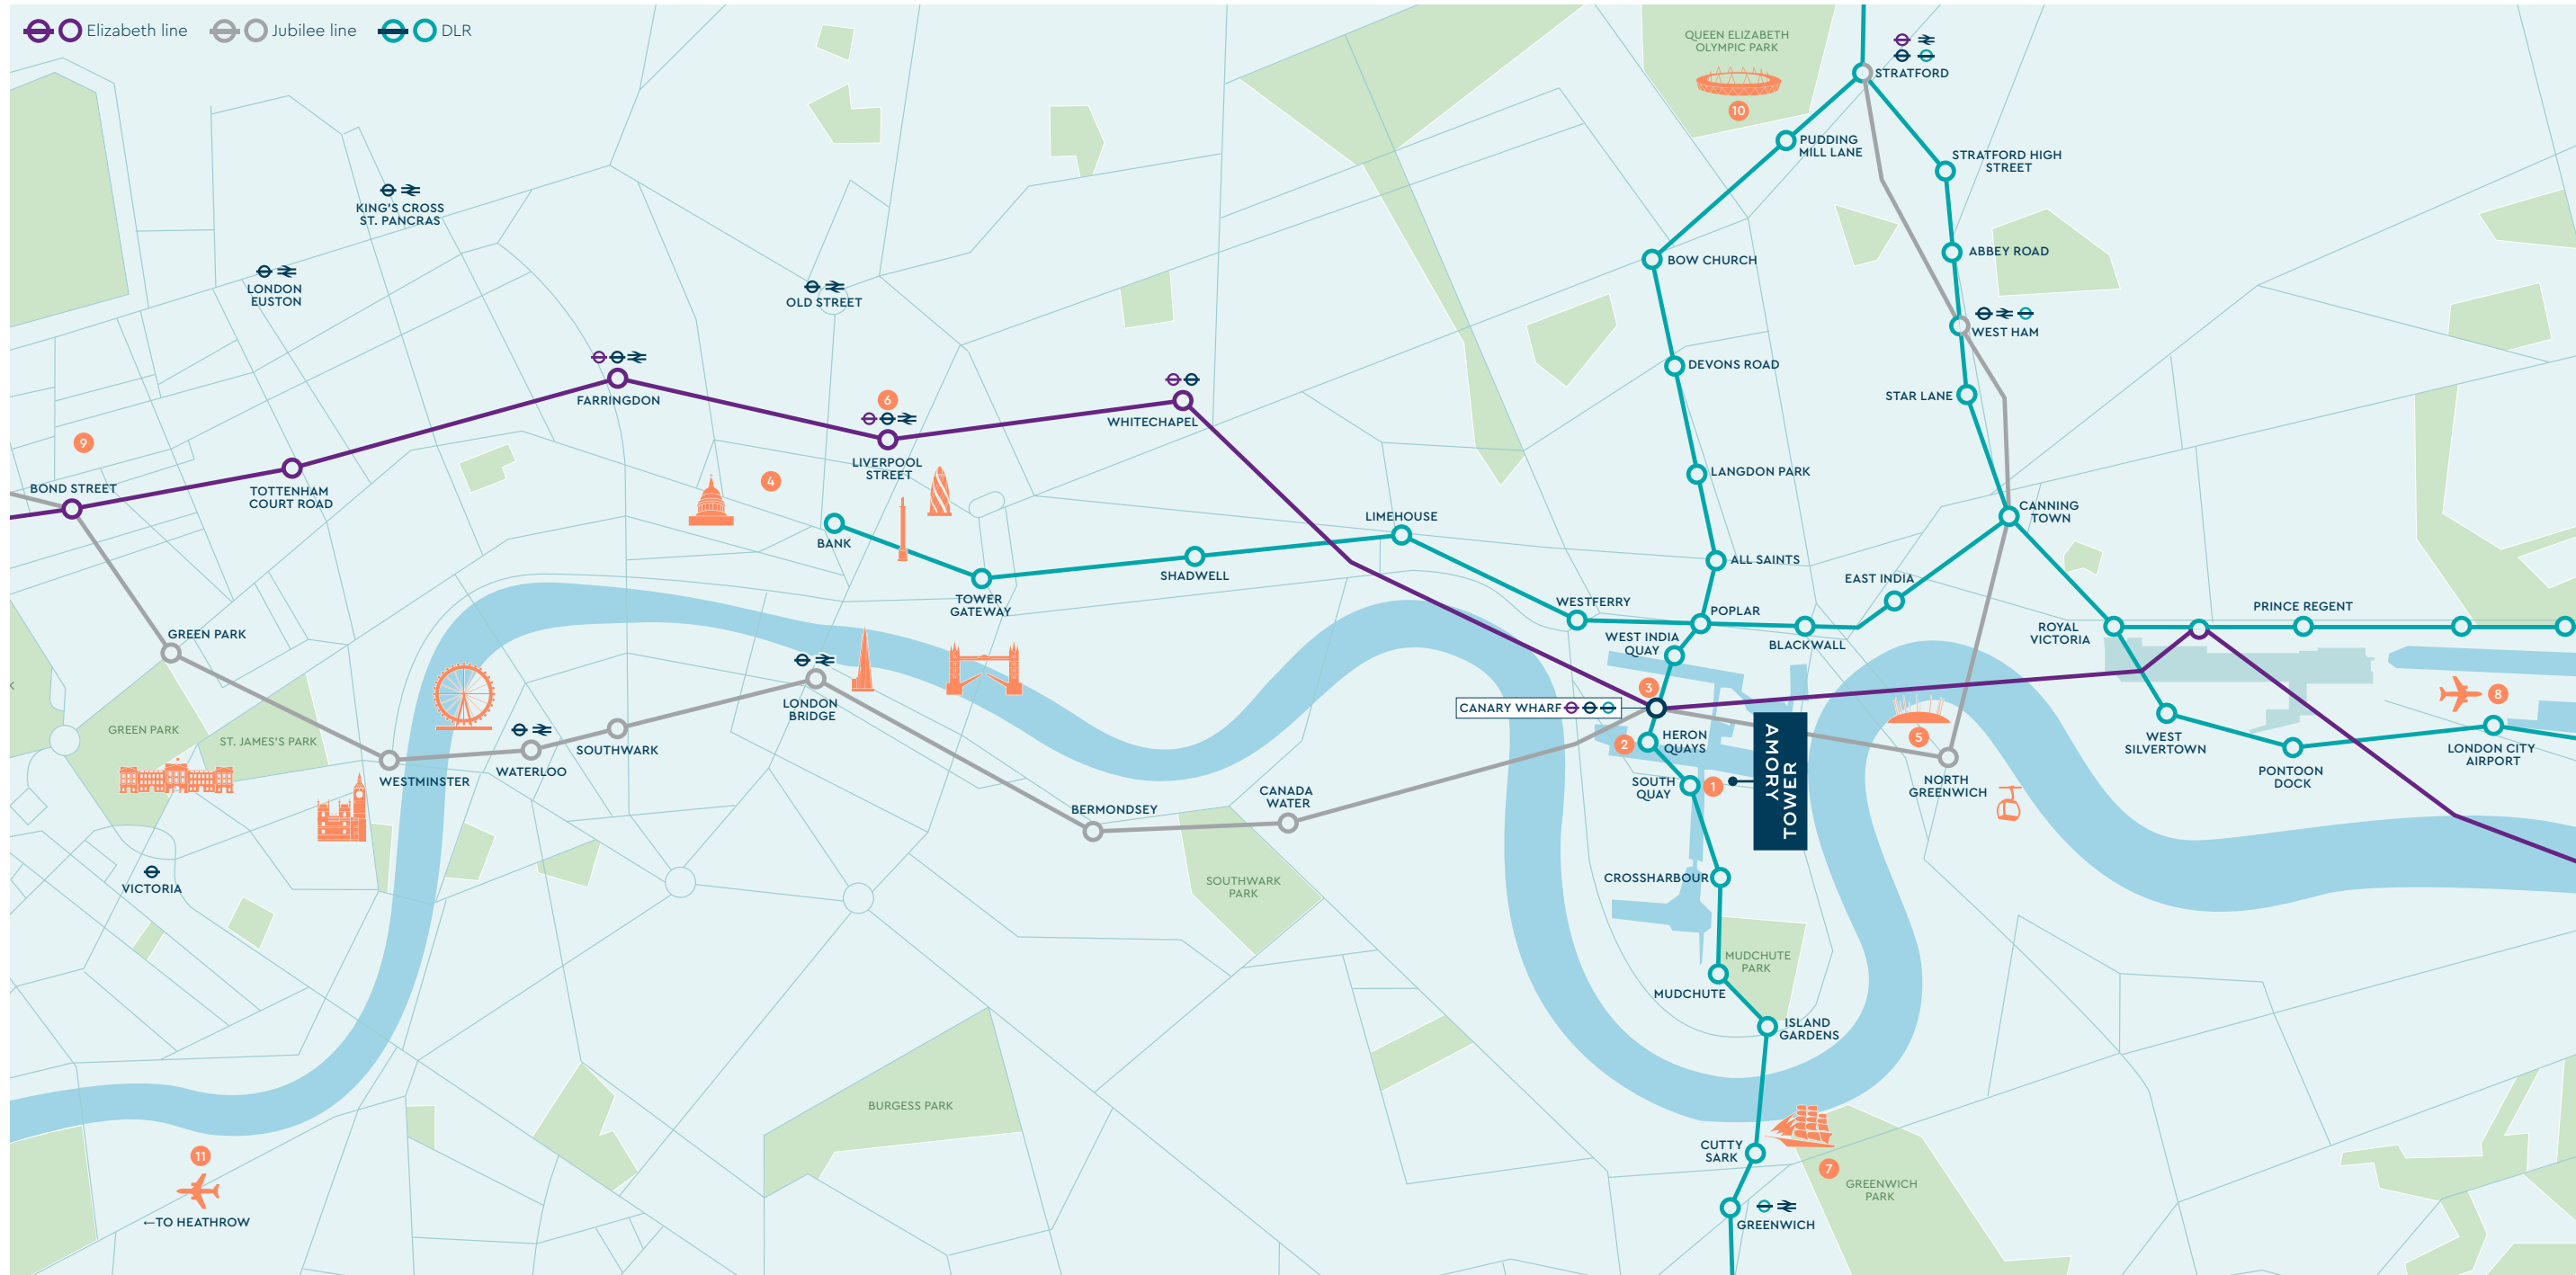 Elizabeth line
Jubilee line
DLR
QUEEN ELIZABETH
OLYMPIC PARK
10
STRATFORD
PUDDING
MILL LANE
STRATFORD HIGH
STREET
KING'S CROSS
ST. PANCRAS
ABBEY ROAD
BOW CHURCH
LONDON
EUSTON
OLD STREET
WEST HAM
DEVONS ROAD
FARRINGDON
6
STAR LANE
WHITECHAPEL
9
LIVERPOOL
STREET
BOND STREET
TOTTENHAM
COURT ROAD
4
LANGDON PARK
CANNING
TOWN
LIMEHOUSE
BANK
SHADWELL
ALL SAINTS
EAST INDIA
TOWER
GATEWAY
WESTFERRY
POPLAR
PRINCE REGENT
ROYAL
VICTORIA
GREEN PARK
WEST INDIA
QUAY
BLACKWALL
K
3
8
CANARY WHARF
LONDON
BRIDGE
GREEN PARK
ST. JAMES'S PARK
SOUTHWARK
WATERLOO
2
HERON
QUAYS
5
WEST
SILVERTOWN
LONDON CITY
AIRPORT
AMORY
TOWER
PONTOON
DOCK
WESTMINSTER
SOUTH
QUAY
1
NORTH
GREENWICH
CANADA
WATER
BERMONDSEY
VICTORIA
SOUTHWARK
PARK
CROSSHARBOUR
MUDCHUTE
PARK
MUDCHUTE
ISLAND
GARDENS
BURGESS PARK
CUTTY
SARK
7
11
GREENWICH
PARK
←TO HEATHROW
GREENWICH